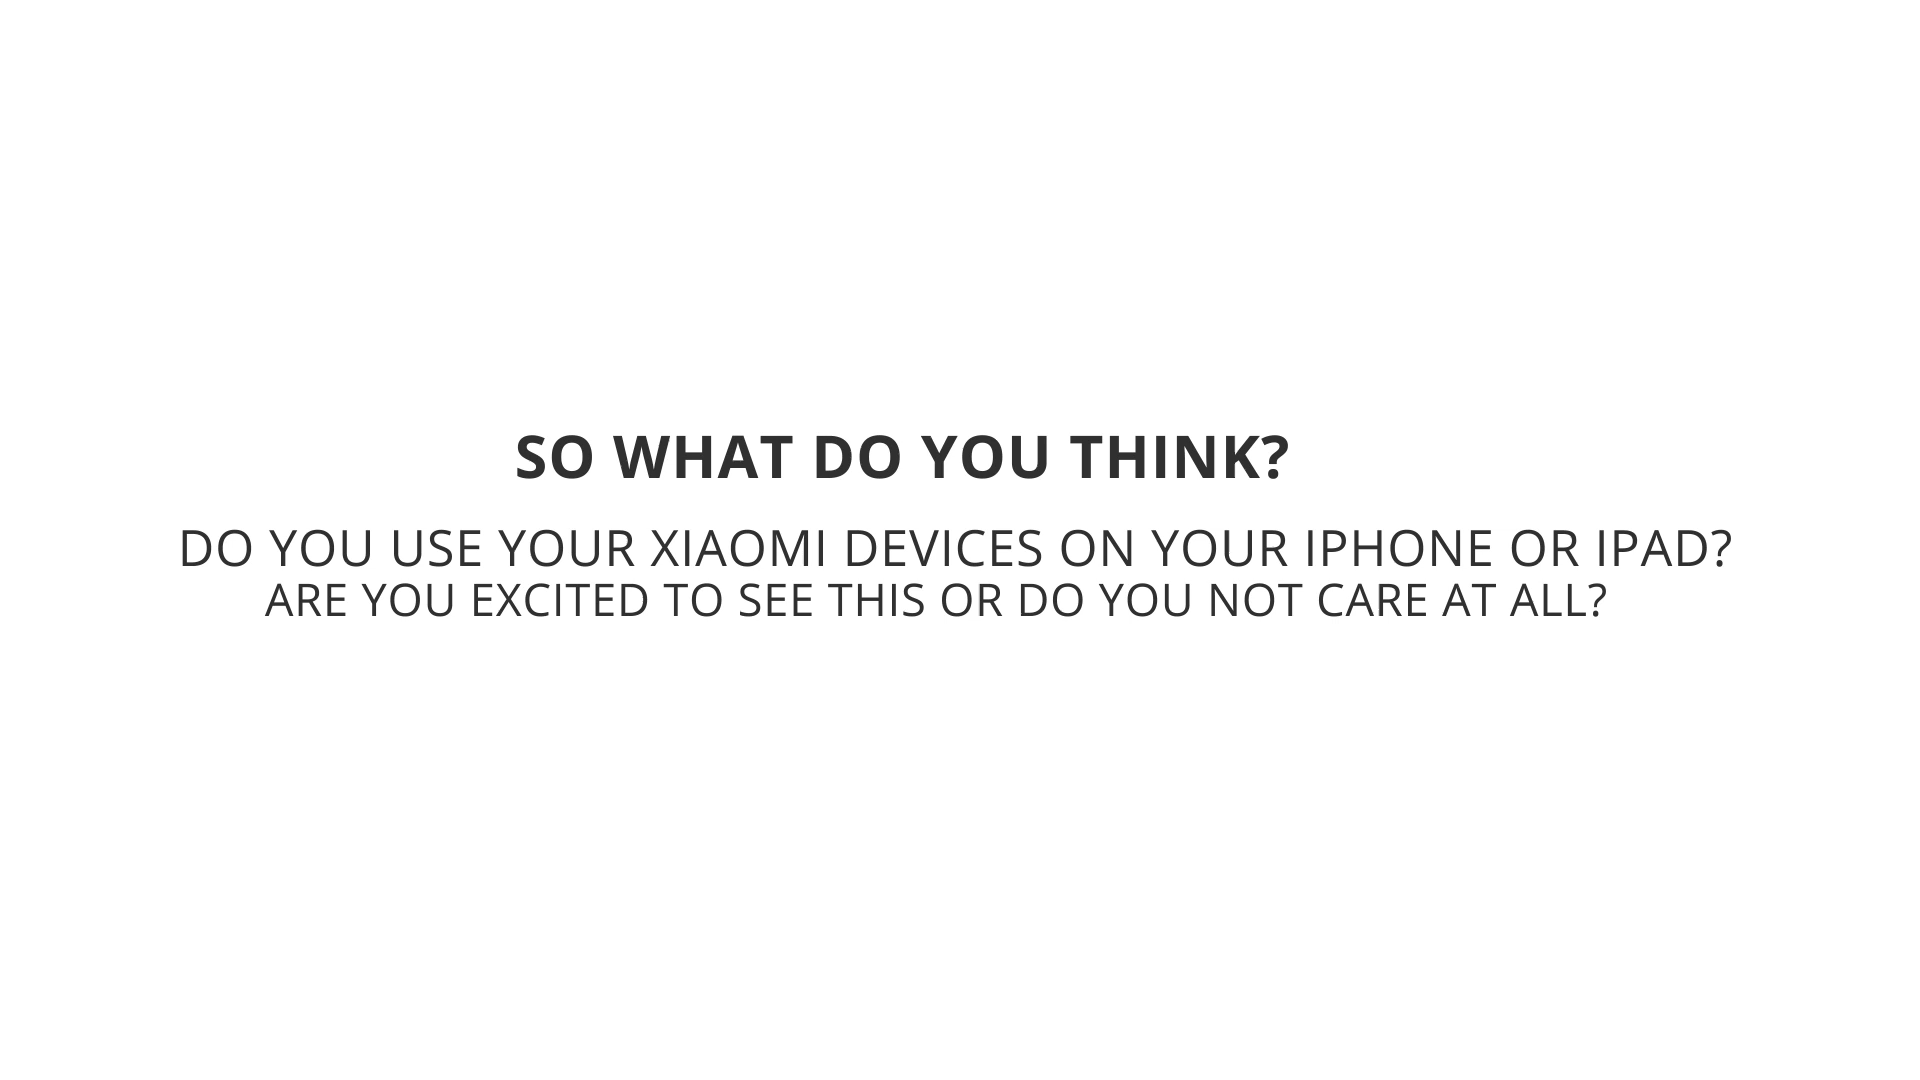 SO WHAT DO YOU THINK?
DO YOU USE YOUR XIAOMI DEVICES ON YOUR IPHONE OR IPAD?
ARE YOU EXCITED TO SEE THIS OR DO YOU NOT CARE AT ALL?